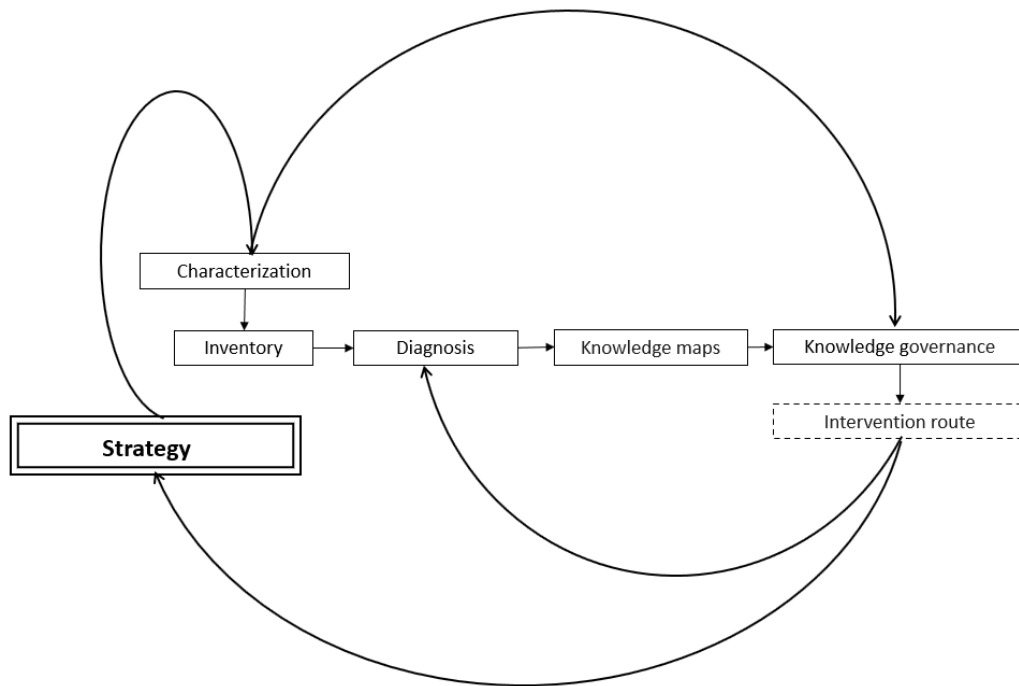 Characterization
Inventory
Diagnosis
Knowledge maps
Knowledge governance
Intervention route
Strategy